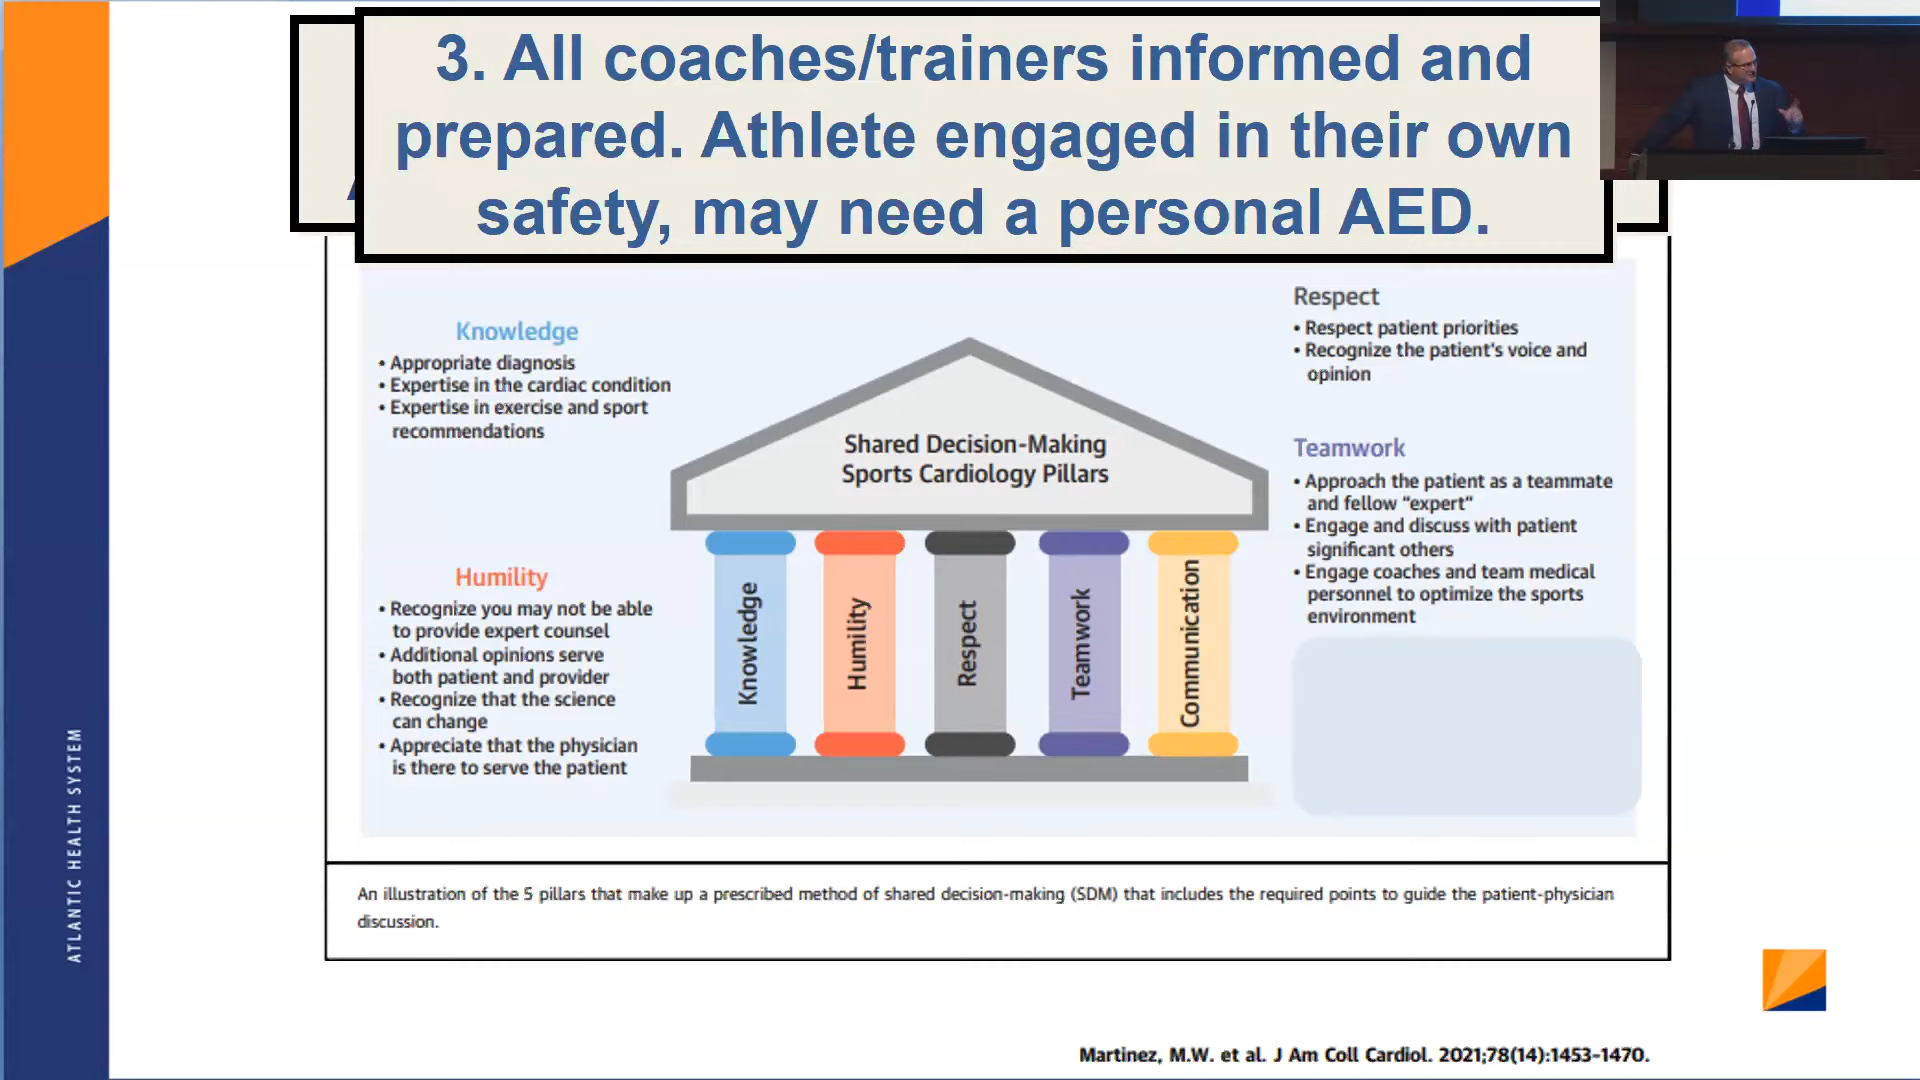 3. All coaches/trainers informed and
prepared. Athlete engaged in their own
safety, may need a personal AED.
Knowledge
• Appropriate diagnosis
• Expertise in the cardiac condition
• Expertise in exercise and sport
recommendations
Humility
• Recognize you may not be able
to provide expert counsel
• Additional opinions serve
both patient and provider
• Recognize that the science
can change
• Appreciate that the physician
is there to serve the patient
Shared Decision-Making
Sports Cardiology Pillars
Knowledge
Humility
Respect
Teamwork
Communication
Respect
• Respect patient priorities
• Recognize the patient's voice and
opinion
Teamwork
• Approach the patient as a teammate
and fellow “expert”
• Engage and discuss with patient
significant others
• Engage coaches and team medical
personnel to optimize the sports
environment
An illustration of the 5 pillars that make up a prescribed method of shared decision-making (SDM) that includes the required points to guide the patient-physician
discussion.
ATLANTIC HEALTH SYSTEM
Martinez, M.W. et al. J Am Coll Cardiol. 2021;78(14):1453-1470.